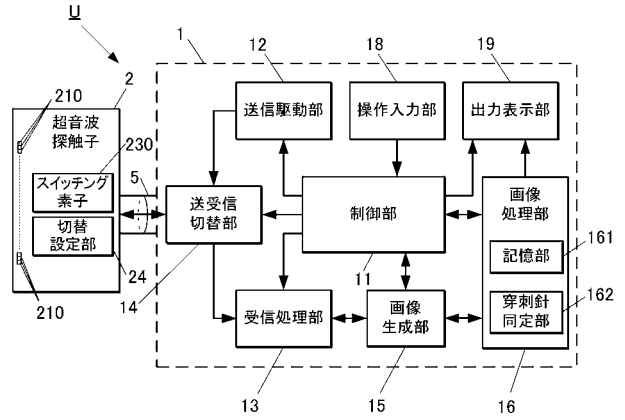 U
1
12
18
19
2
210
超音波
探触子
230
5
スイッチング
素子
切替
設定部
24
210
送信駆動部
操作入力部
出力表示部
送受信
切替部
14
制御部
11
画像
処理部
記憶部
161
穿刺針
同定部
162
受信処理部
画像
生成部
13
15
16